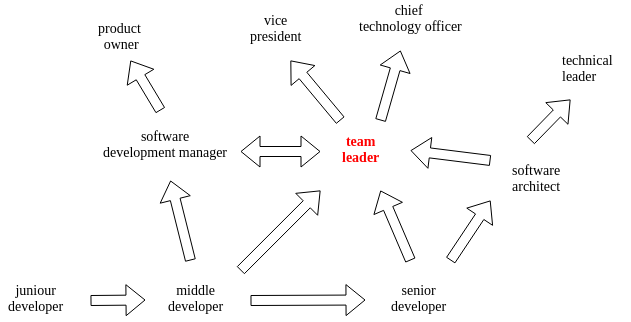 product
owner
vice
president
chief
technology officer
technical
leader
software
development manager
team
leader
software
architect
juniour
developer
middle
developer
senior
developer